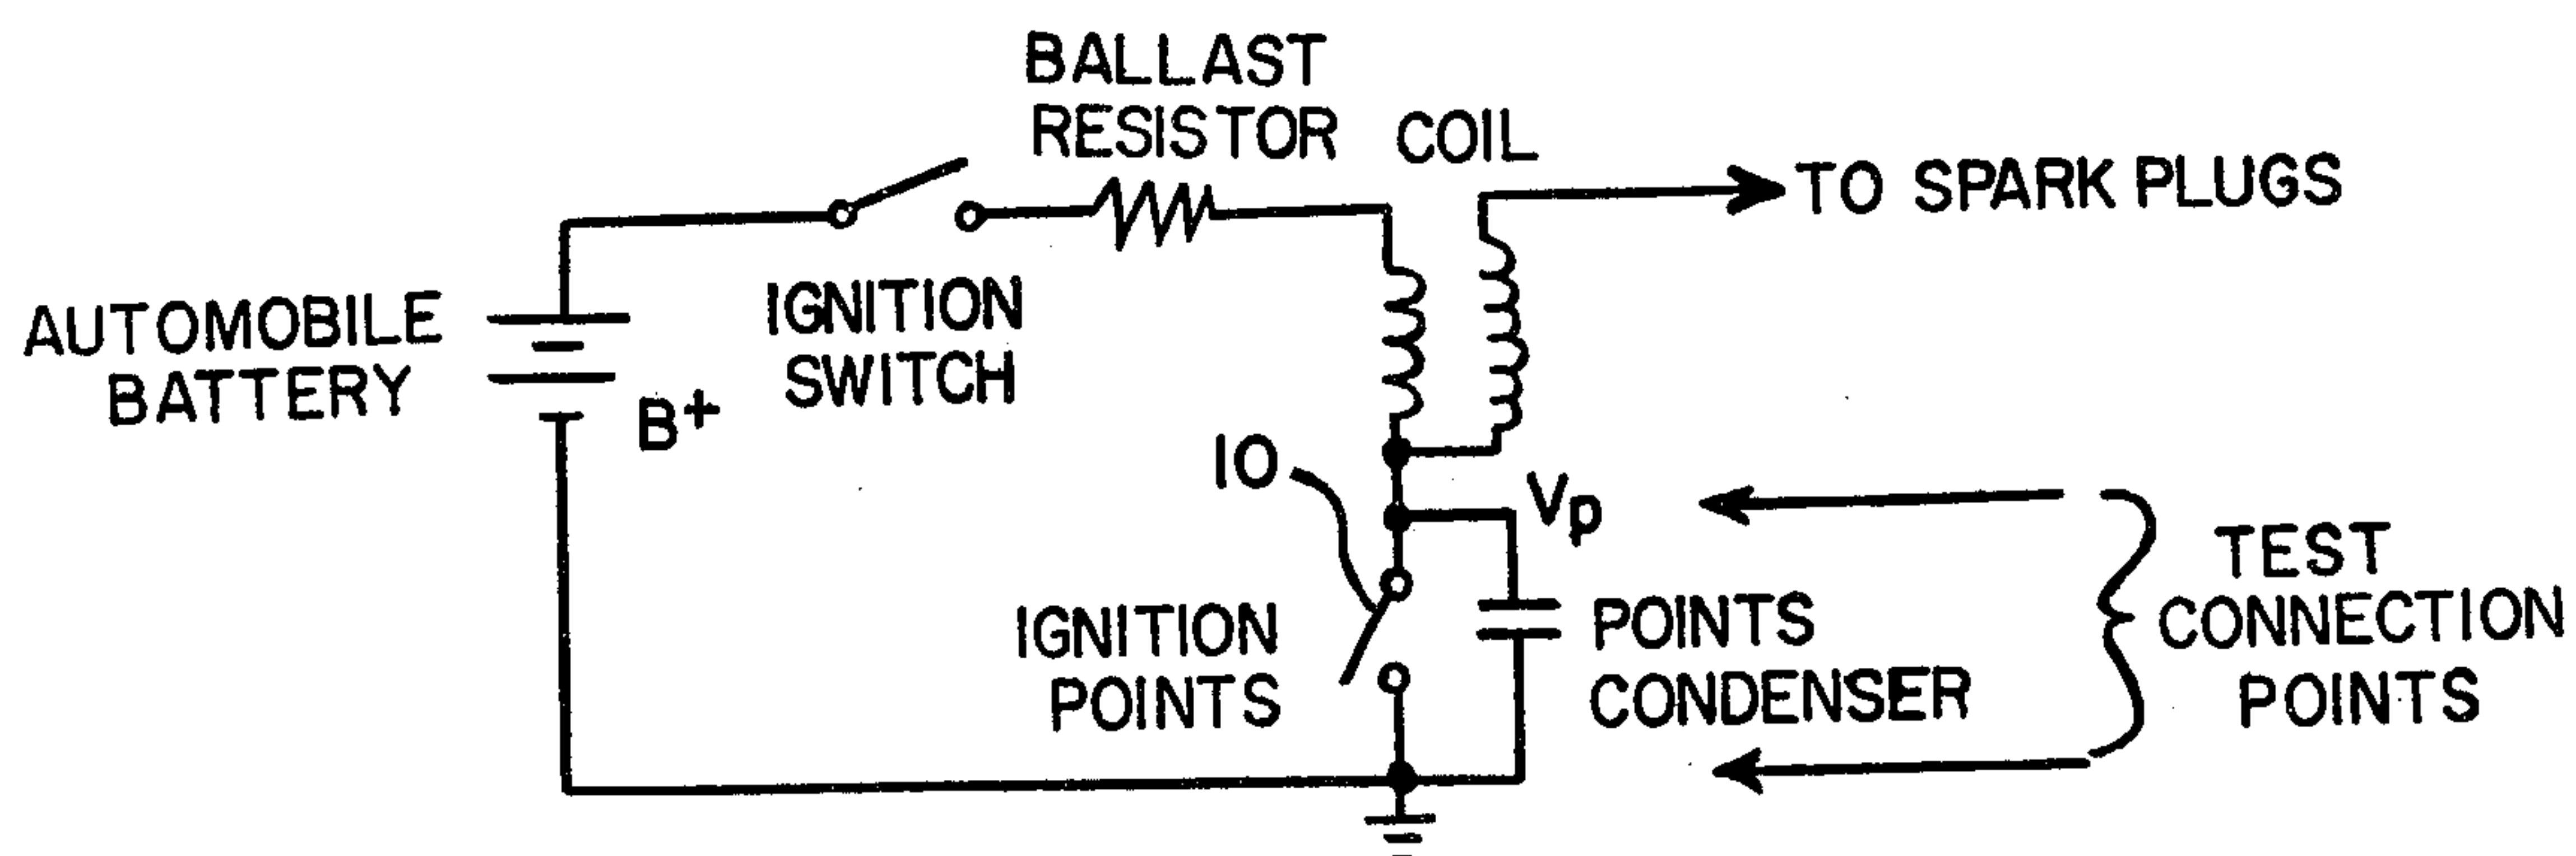 BALLAST
RESISTOR
COIL
TO SPARK PLUGS
AUTOMOBILE
BATTERY
B+
IGNITION
SWITCH
10
Vp
IGNITION
POINTS
POINTS
CONDENSER
TEST
CONNECTION
POINTS